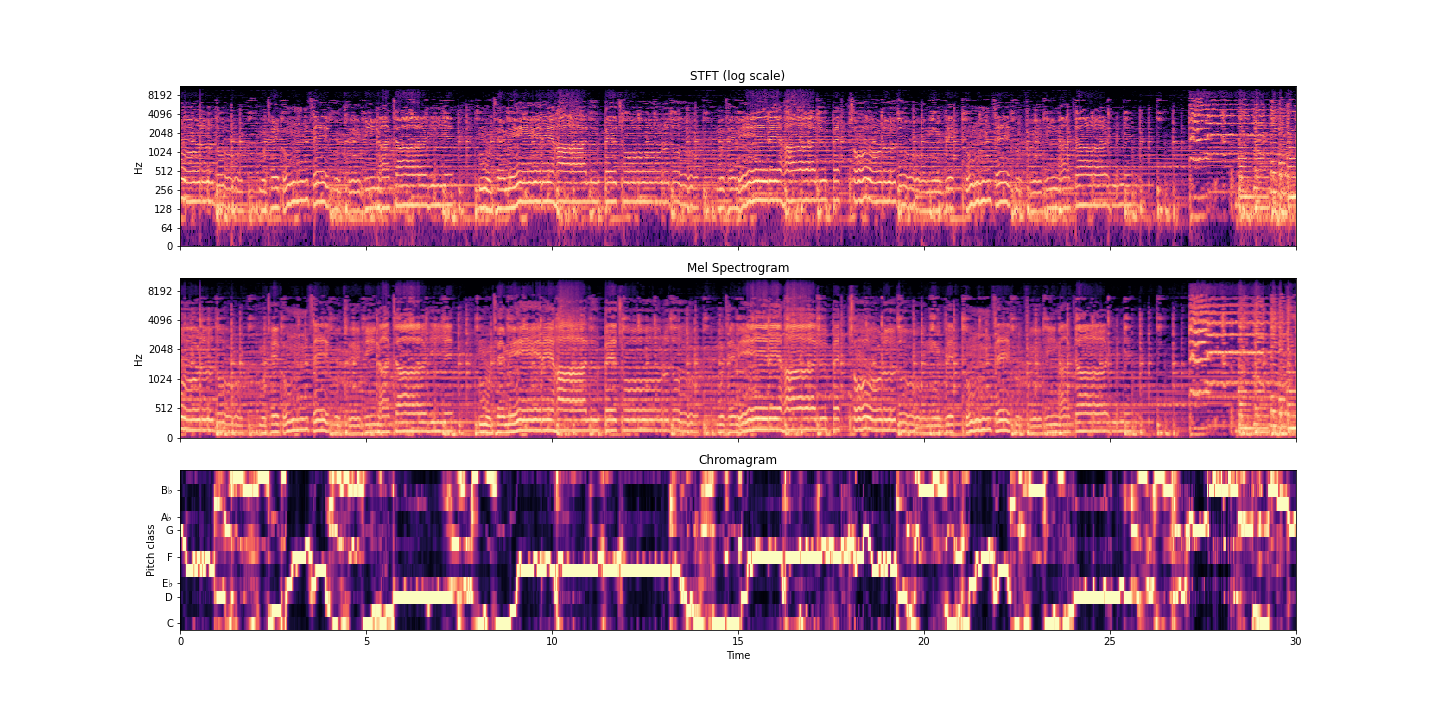 STFT (log scale)
8192
4096
2048
1024
512
256
128
64
0
Hz
Mel Spectrogram
8192
4096
2048
1024
512
0
Hz
Chromagram
B♭
A♭
G
F
E♭
D
C
Pitch class
0 5 10 15 20 25 30
Time